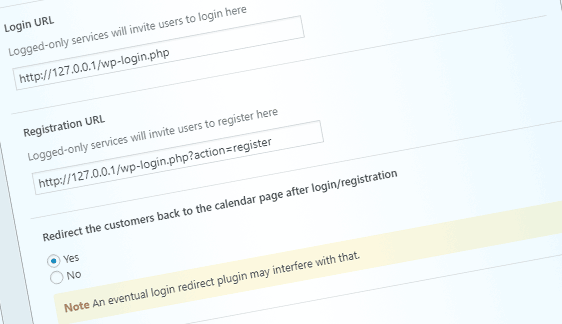 Login URL
Logged-only services will invite users to login here
http://127.0.0.1/wp-login.php
Registration URL
Logged-only services will invite users to register here
http://127.0.0.1/wp-login.php?action=register
Redirect the customers back to the calendar page after login/registration
Yes
No
Note An eventual login redirect plugin may interfere with that.